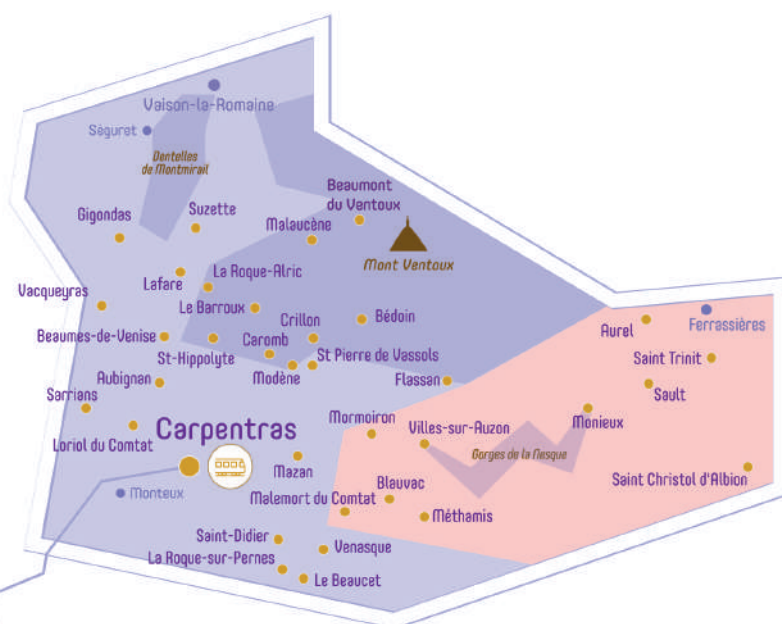 Vaison-la-Romaine
Séguret
Dentelles
de Montmirail
Beaumont
du Ventoux
Gigondas
Suzette
Malaucène
Mont Ventoux
Lafare
La Roque-Alric
Vacqueyras
Le Barroux
Crillon
Bédoin
Aurel
Ferrassières
Beaumes-de-Venise
St-Hippolyte
Caromb
St Pierre de Vassols
Saint Trinit
Aubignan
Modène
Flassan
Sault
Sarrians
Mormoiron
Villes-sur-Auzon
Monieux
Loriol du Comtat
Carpentras
Gorges de la Nesque
Mazan
Blauvac
Saint Christol d'Albion
Monteux
Malemort du Comtat
Méthamis
Saint-Didier
Venasque
La Roque-sur-Pernes
Le Beaucet